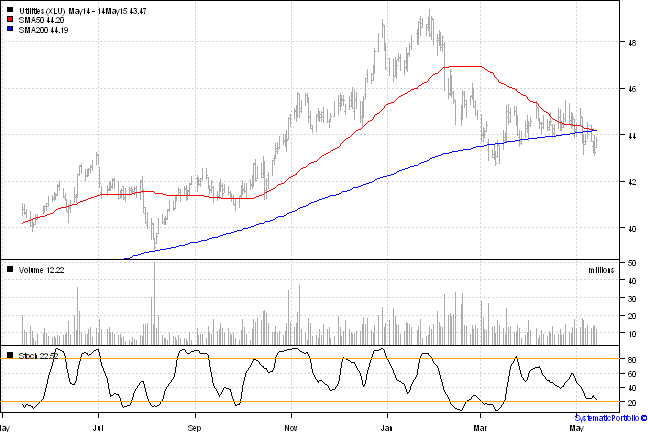 Utilities (XLU) May14 - 14May15 43.47
SMA50 44.20
SMA200 44.19
48
46
44
42
40
Volume 12.22
millions
50
40
30
20
10
Stoch 22.52
80
60
40
20
ay
Jul
Sep
Nov
Jan
Mar
May
SystematicPortfolio ©